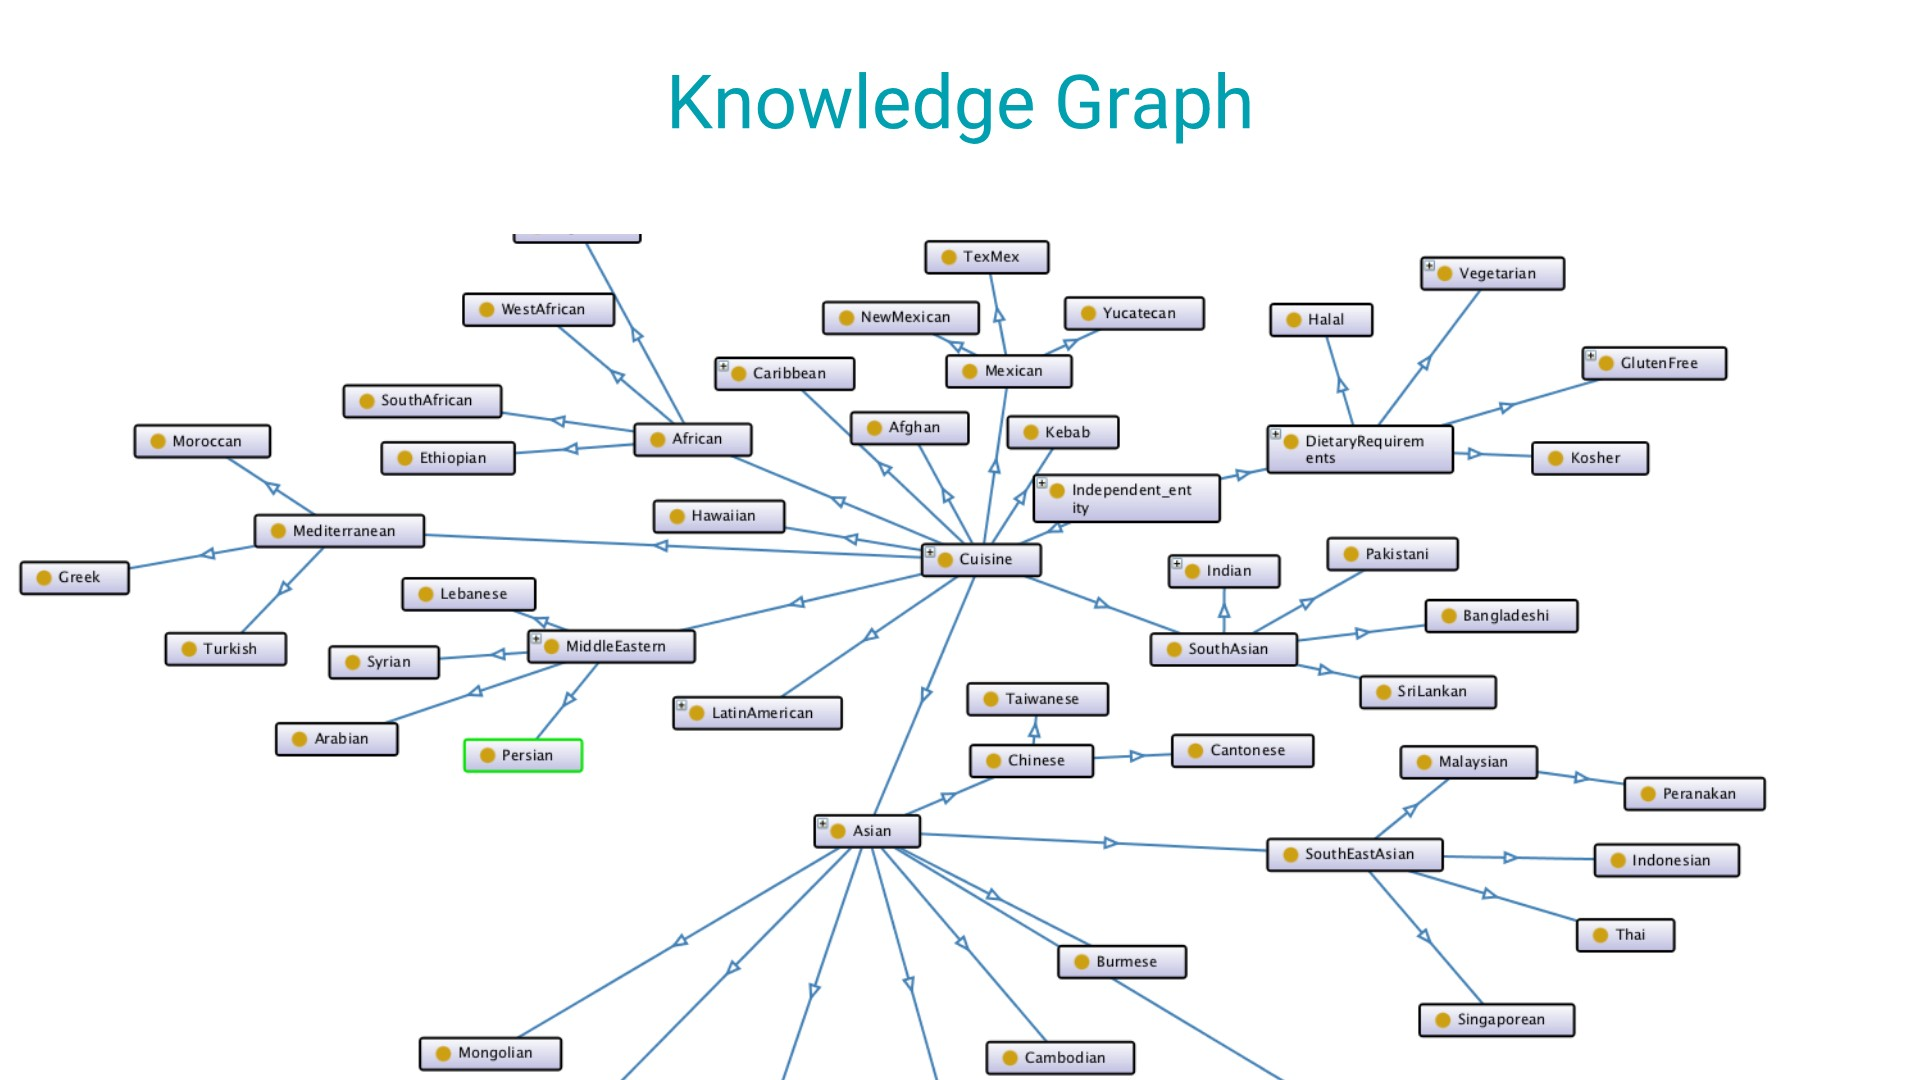 Knowledge Graph
TexMex
Vegetarian
WestAfrican
NewMexican
Yucatecan
Halal
Caribbean
Mexican
GlutenFree
SouthAfrican
Moroccan
African
Afghan
Kebab
DietaryRequirem
ents
Ethiopian
Kosher
Independent_ent
ity
Hawaiian
Mediterranean
Cuisine
Pakistani
Greek
Indian
Lebanese
Bangladeshi
Turkish
MiddleEastern
SouthAsian
Syrian
SriLankan
Taiwanese
LatinAmerican
Arabian
Persian
Chinese
Cantonese
Malaysian
Peranakan
Asian
SouthEastAsian
Indonesian
Thai
Burmese
Singaporean
Mongolian
Cambodian